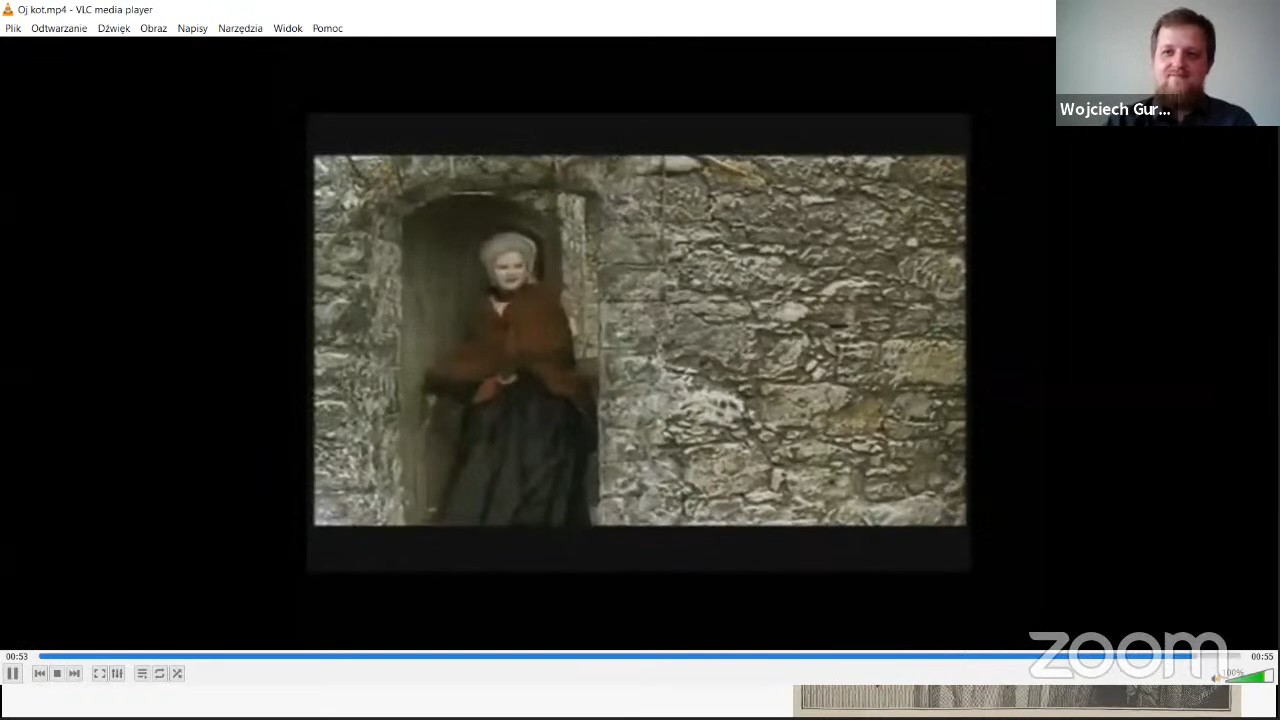 Oj kot.mp4 - VLC media player
Plik Odtwarzanie Dźwięk Obraz Napisy Narzędzia Widok Pomoc
Wojciech Gur...
zoom
00:53
00:55
100%